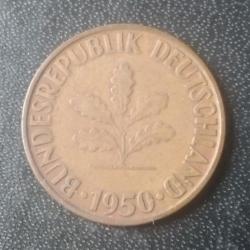 BUNDESREPUBLIK DEUTSCHLAND
· 1950 ·